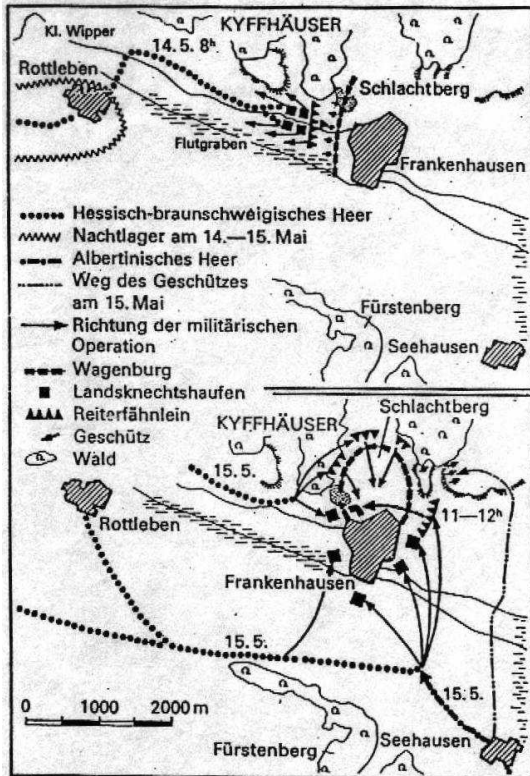 KYFFHÄUSER
Kl. Wipper
14.5. 8ʰ
Rottleben
Schlachtberg
Flutgraben
Frankenhausen
Hessisch-braunschweigisches Heer
Nachtlager am 14.—15. Mai
Albertinisches Heer
Weg des Geschützes
am 15. Mai
Richtung der militärischen
Operation
Wagenburg
Landsknechtshaufen
Reiterfähnlein
Geschütz
Wald
Fürstenberg
Seehausen
KYFFHÄUSER
Schlachtberg
15.5.
11—12ʰ
Rottleben
Frankenhausen
15.5.
15.5.
0 1000 2000 m
Fürstenberg
Seehausen